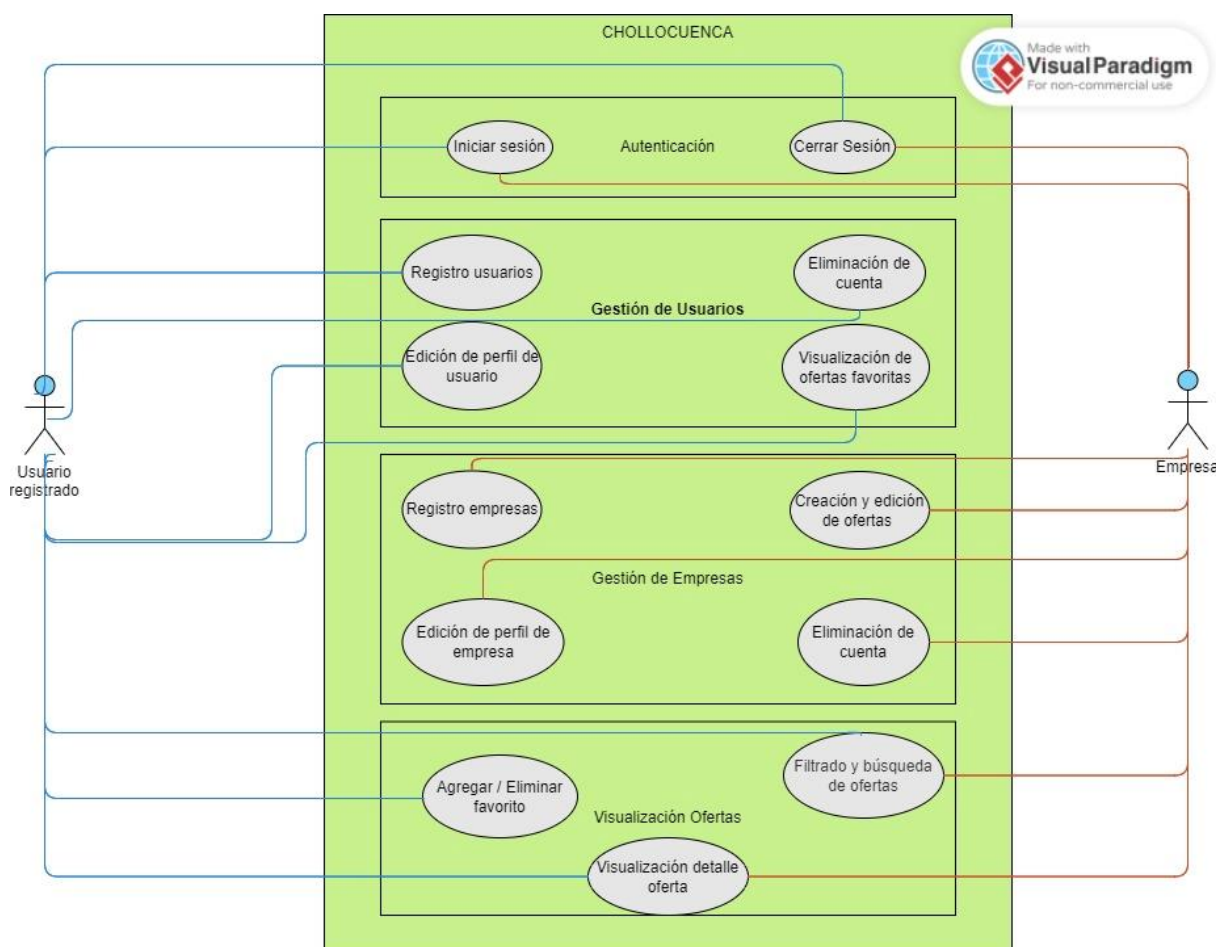 CHOLLOCUENCA
Made with
Visual Paradigm
For non-commercial use
Iniciar sesión
Autenticación
Cerrar Sesión
Registro usuarios
Eliminación de
cuenta
Gestión de Usuarios
Edición de perfil de
usuario
Visualización de
ofertas favoritas
Usuario
registrado
Empresa
Registro empresas
Creación y edición
de ofertas
Gestión de Empresas
Edición de perfil de
empresa
Eliminación de
cuenta
Filtrado y búsqueda
de ofertas
Agregar / Eliminar
favorito
Visualización Ofertas
Visualización detalle
oferta